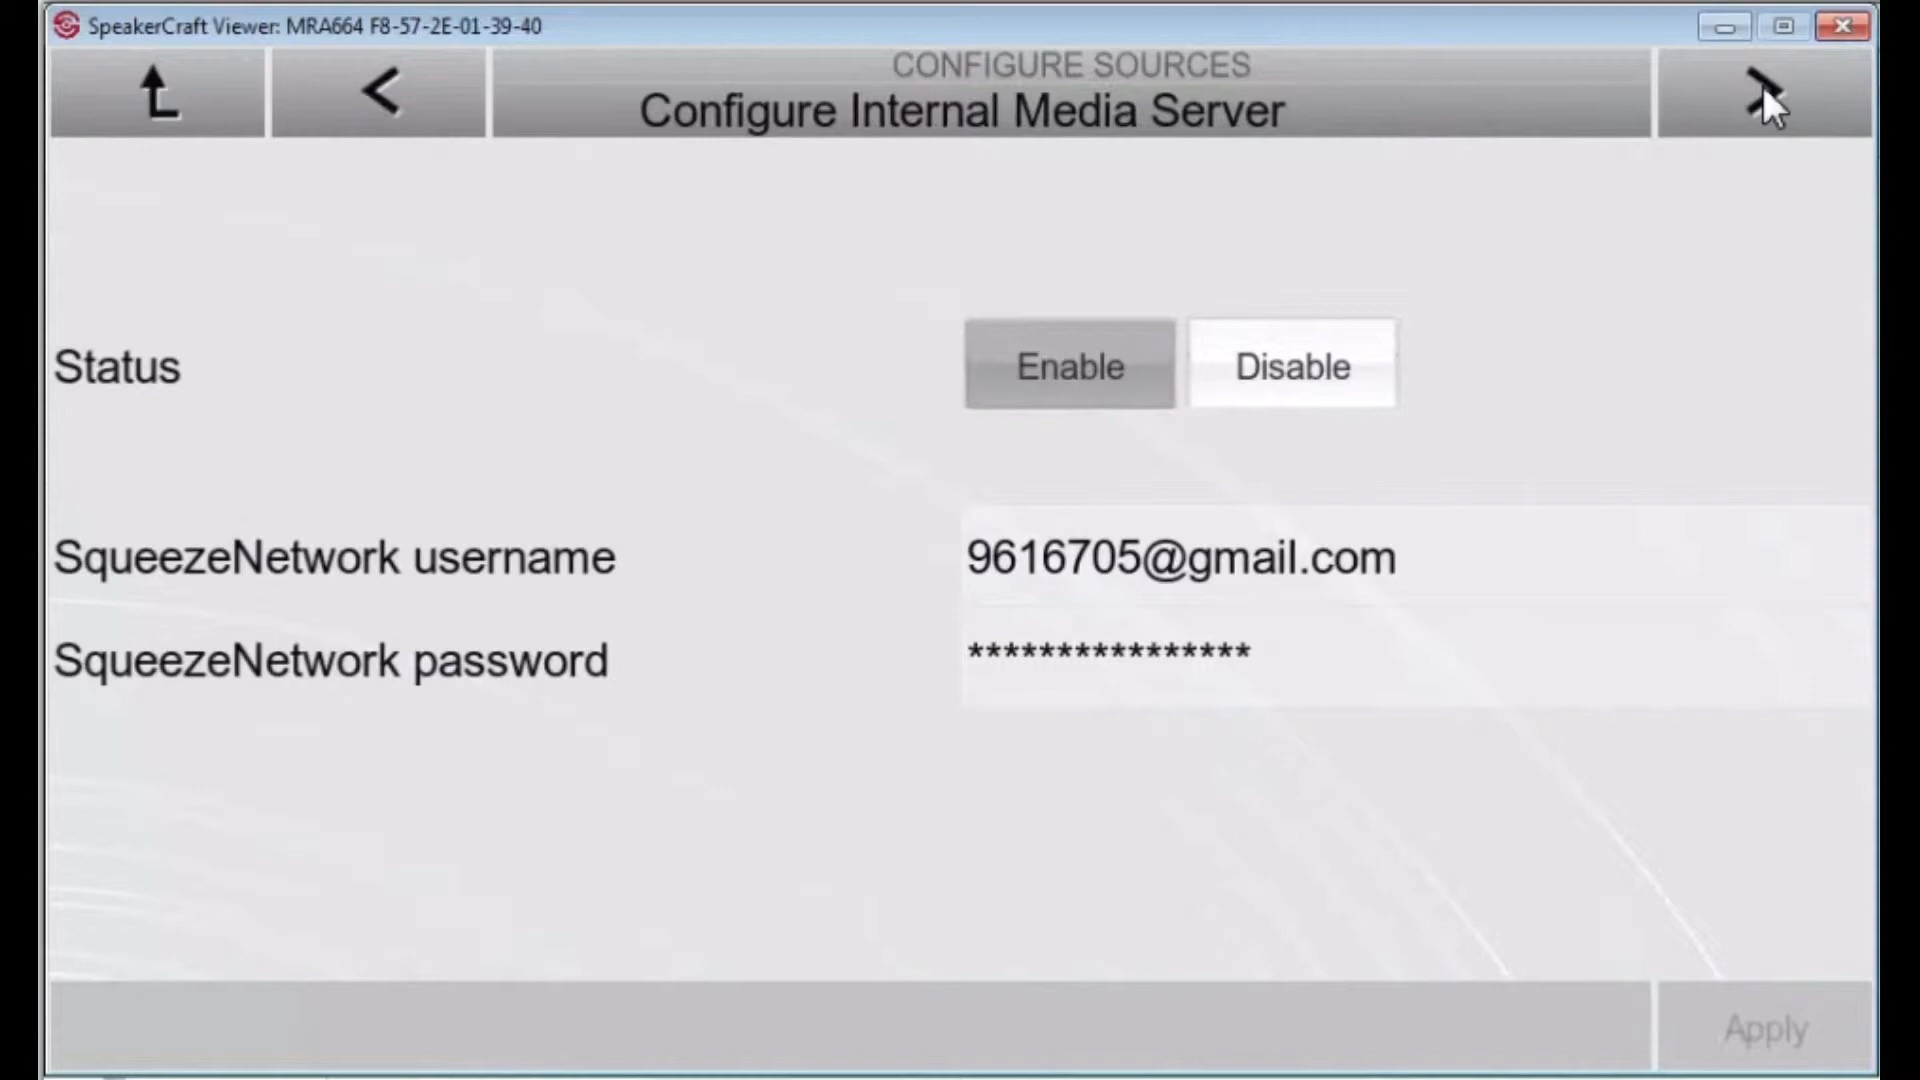 SpeakerCraft Viewer: MRA664 F8-57-2E-01-39-40
CONFIGURE SOURCES
Configure Internal Media Server
Status
Enable
Disable
SqueezeNetwork username
9616705@gmail.com
SqueezeNetwork password
****************
Apply